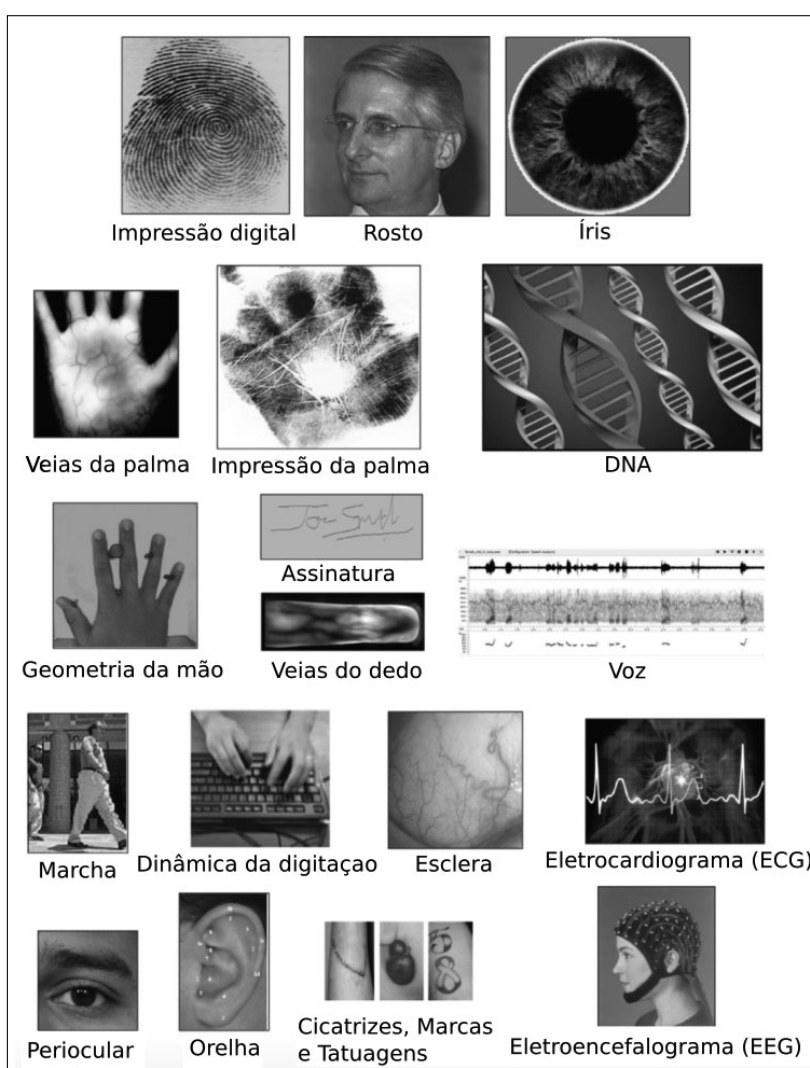 Impressão digital
Rosto
Íris
Veias da palma
Impressão da palma
DNA
Assinatura
Geometria da mão
Veias do dedo
Voz
Marcha
Dinâmica da digitaçao
Esclera
Eletrocardiograma (ECG)
Periocular
Orelha
Cicatrizes, Marcas
e Tatuagens
Eletroencefalograma (EEG)